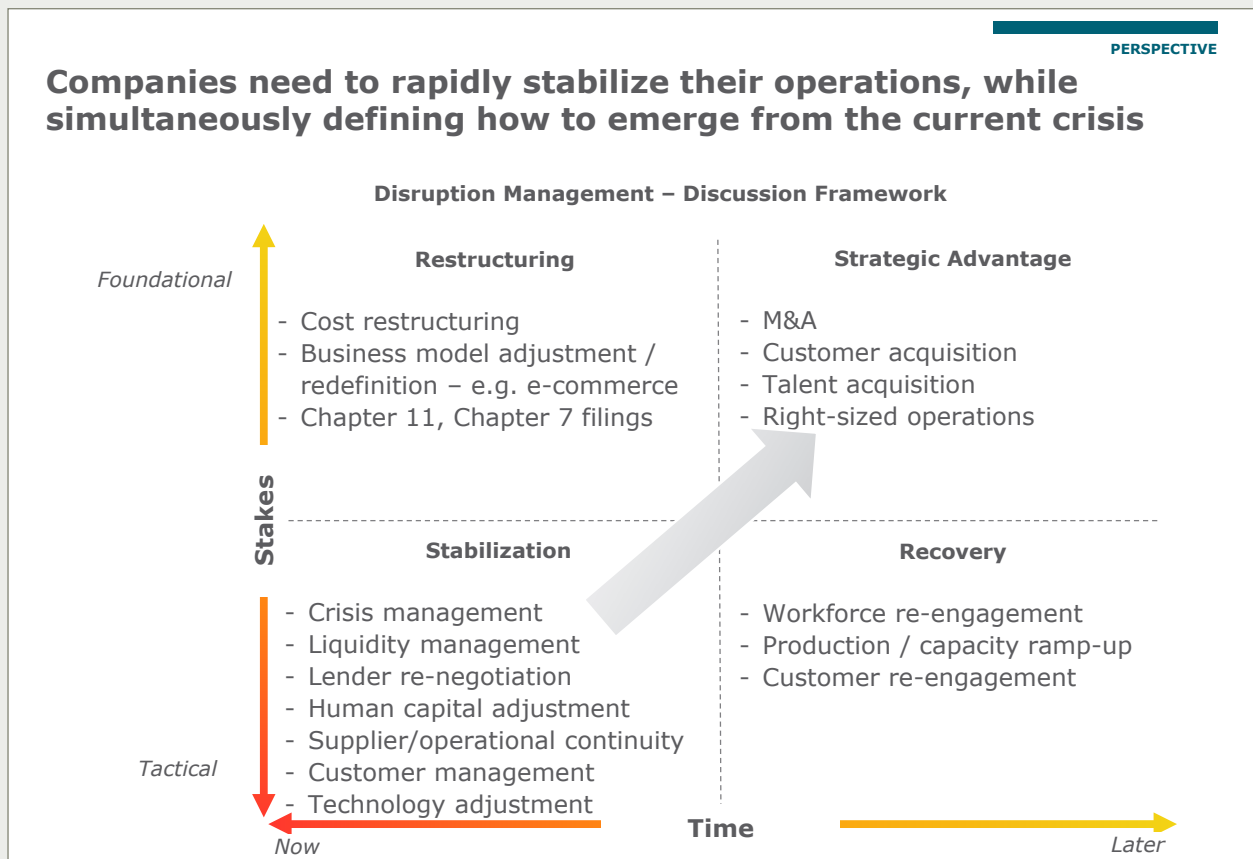 PERSPECTIVE
Companies need to rapidly stabilize their operations, while
simultaneously defining how to emerge from the current crisis
Disruption Management – Discussion Framework
Foundational
Restructuring
- Cost restructuring
- Business model adjustment /
redefinition – e.g. e-commerce
- Chapter 11, Chapter 7 filings
Strategic Advantage
- M&A
- Customer acquisition
- Talent acquisition
- Right-sized operations
Stakes
Stabilization
- Crisis management
- Liquidity management
- Lender re-negotiation
- Human capital adjustment
- Supplier/operational continuity
- Customer management
- Technology adjustment
Recovery
- Workforce re-engagement
- Production / capacity ramp-up
- Customer re-engagement
Tactical
Now
Time
Later